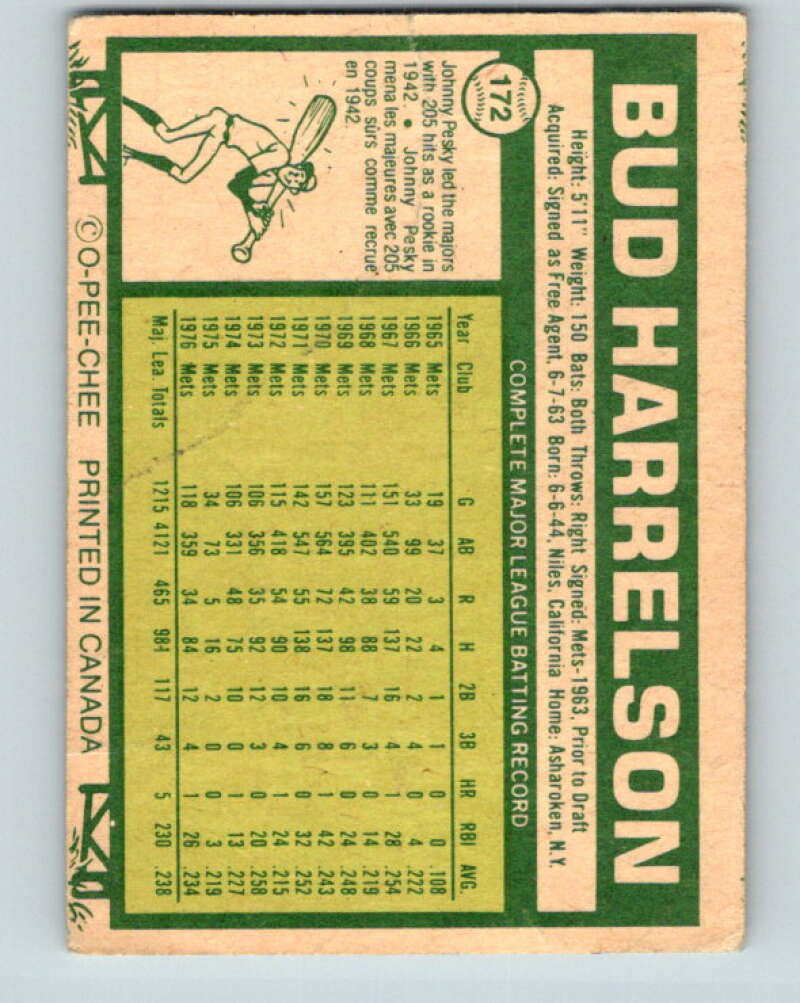 BUD HARRELSON
Height: 5'11" Weight: 150 Bats: Both Throws: Right Signed: Mets-1963, Prior to Draft
Acquired: Signed as Free Agent, 6-7-63 Born: 6-6-44, Niles, California Home: Asharoken, N.Y.
172
Johnny Pesky led the majors
with 205 hits as a rookie in
1942. • Johnny Pesky
mena les majeures avec 205
coups sûrs comme recrue
en 1942.
COMPLETE MAJOR LEAGUE BATTING RECORD
Year Club G AB R H 2B 3B HR RBI AVG.
1965 Mets 19 37 3 4 1 1 0 0 .108
1966 Mets 33 99 20 22 2 4 0 4 .222
1967 Mets 151 540 59 137 16 4 1 28 .254
1968 Mets 111 402 38 88 7 3 0 14 .219
1969 Mets 123 395 42 98 11 6 0 24 .248
1970 Mets 157 564 72 137 18 8 1 42 .243
1971 Mets 142 547 55 138 16 6 0 32 .252
1972 Mets 115 418 54 90 10 4 1 24 .215
1973 Mets 106 356 35 92 12 3 0 20 .258
1974 Mets 106 331 48 75 10 0 1 13 .227
1975 Mets 34 73 5 16 2 0 0 3 .219
1976 Mets 118 359 34 84 12 4 1 26 .234
Maj. Lea. Totals 1215 4121 465 981 117 43 5 230 .238
© O-PEE-CHEE PRINTED IN CANADA